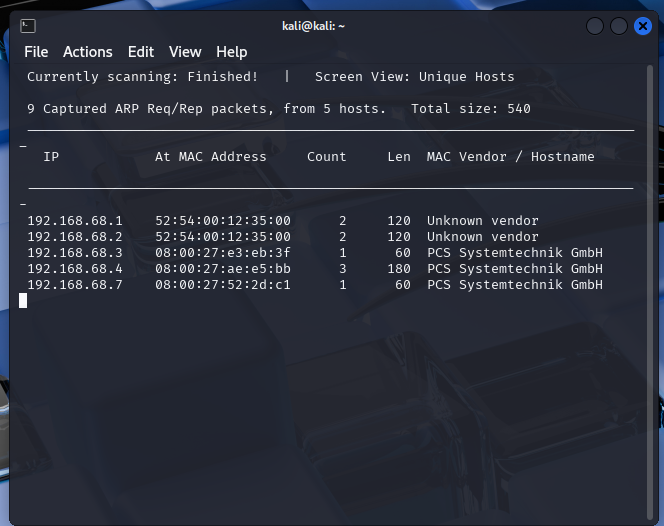 kali@kali: ~
File Actions Edit View Help
Currently scanning: Finished!   |   Screen View: Unique Hosts
9 Captured ARP Req/Rep packets, from 5 hosts.   Total size: 540
_____________________________________________________________________________
IP            At MAC Address     Count     Len  MAC Vendor / Hostname
-----------------------------------------------------------------------------
192.168.68.1    52:54:00:12:35:00      2     120  Unknown vendor
192.168.68.2    52:54:00:12:35:00      2     120  Unknown vendor
192.168.68.3    08:00:27:e3:eb:3f      1      60  PCS Systemtechnik GmbH
192.168.68.4    08:00:27:ae:e5:bb      3     180  PCS Systemtechnik GmbH
192.168.68.7    08:00:27:52:2d:c1      1      60  PCS Systemtechnik GmbH